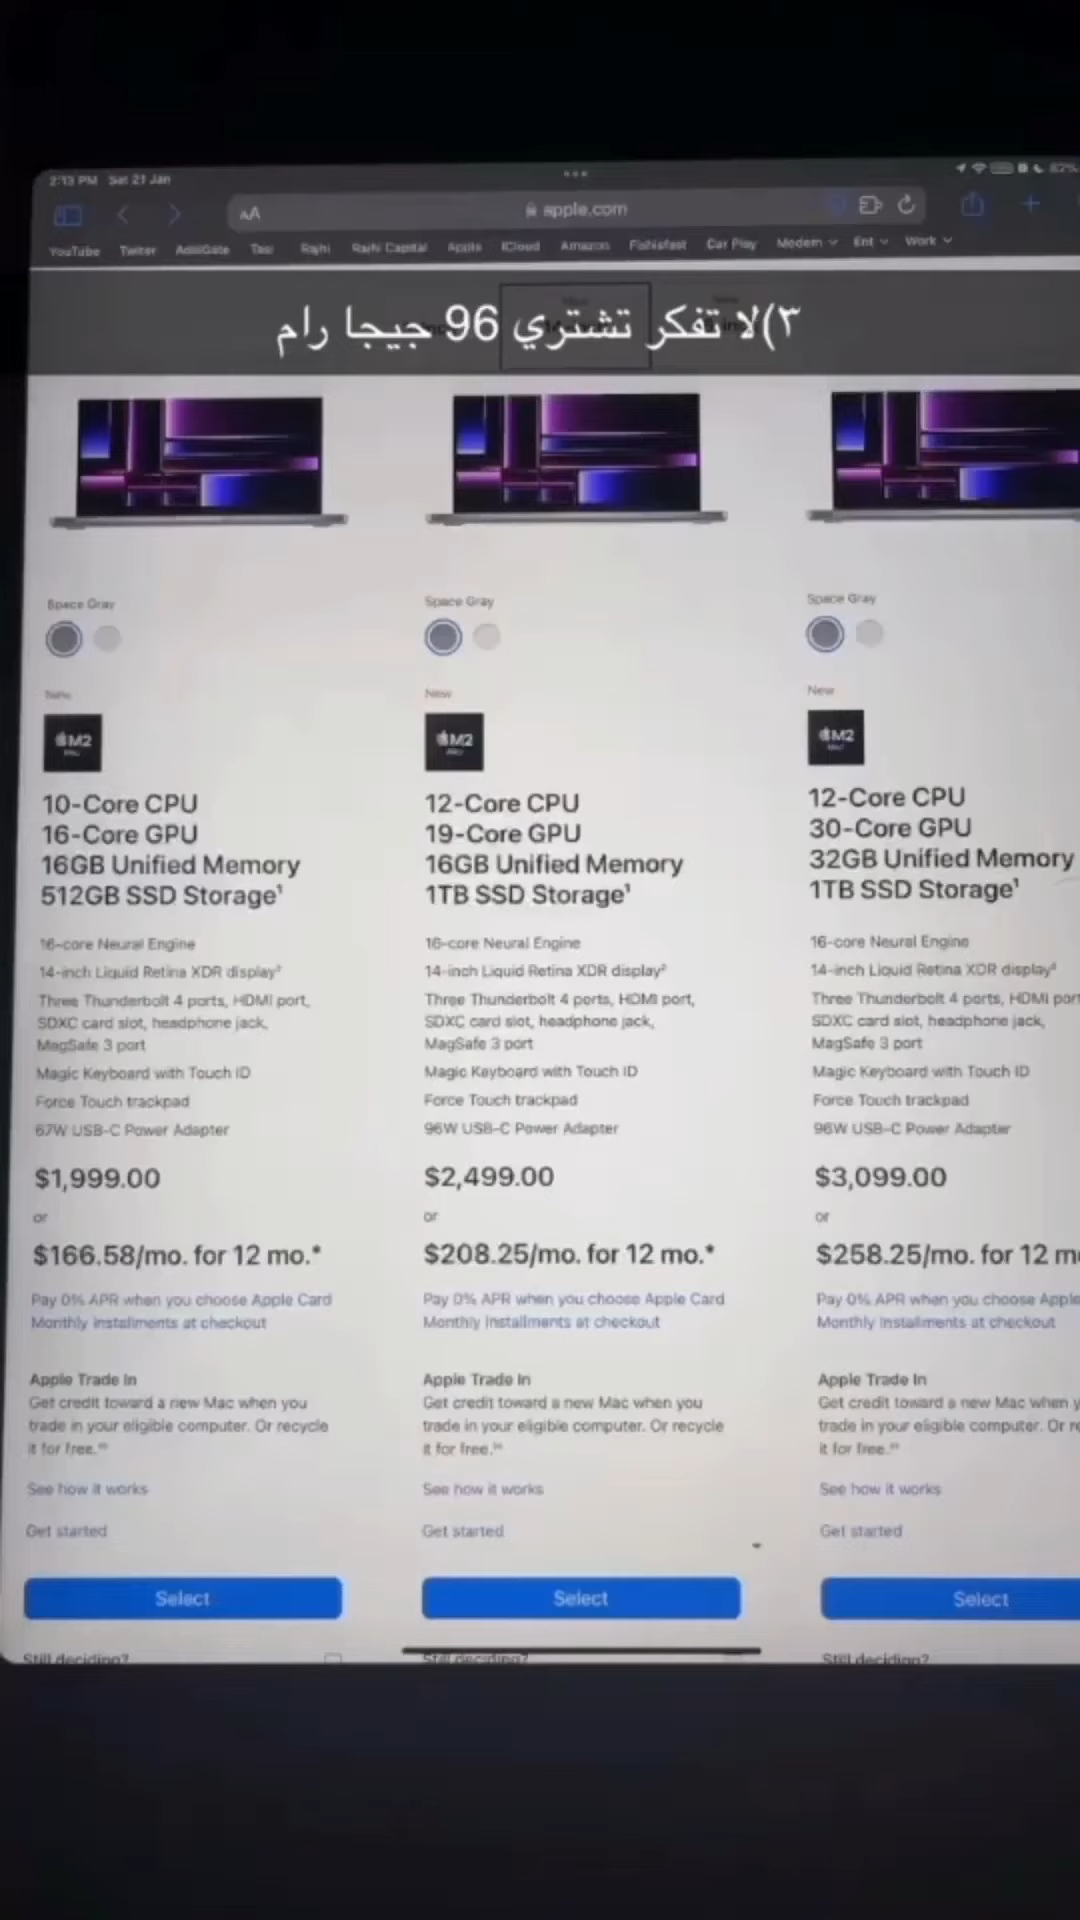 2:13 PM Sat 21 Jan
82%
AA
apple.com
YouTube Twitter AdsGate Tasi Rajhi Rajhi Capital Apple iCloud Amazon Car Play Modem Ent Work
٣)لا تفكر تشتري 96 جيجا رام
Space Gray
New
M2
10-Core CPU
16-Core GPU
16GB Unified Memory
512GB SSD Storage¹
16-core Neural Engine
14-inch Liquid Retina XDR display²
Three Thunderbolt 4 ports, HDMI port,
SDXC card slot, headphone jack,
MagSafe 3 port
Magic Keyboard with Touch ID
Force Touch trackpad
67W USB-C Power Adapter
$1,999.00
or
$166.58/mo. for 12 mo.*
Pay 0% APR when you choose Apple Card
Monthly Installments at checkout
Apple Trade In
Get credit toward a new Mac when you
trade in your eligible computer. Or recycle
it for free.**
See how it works
Get started
Select
Still deciding?
Space Gray
New
M2
12-Core CPU
19-Core GPU
16GB Unified Memory
1TB SSD Storage¹
16-core Neural Engine
14-inch Liquid Retina XDR display²
Three Thunderbolt 4 ports, HDMI port,
SDXC card slot, headphone jack,
MagSafe 3 port
Magic Keyboard with Touch ID
Force Touch trackpad
96W USB-C Power Adapter
$2,499.00
or
$208.25/mo. for 12 mo.*
Pay 0% APR when you choose Apple Card
Monthly Installments at checkout
Apple Trade In
Get credit toward a new Mac when you
trade in your eligible computer. Or recycle
it for free.**
See how it works
Get started
Select
Still deciding?
Space Gray
New
M2
12-Core CPU
30-Core GPU
32GB Unified Memory
1TB SSD Storage¹
16-core Neural Engine
14-inch Liquid Retina XDR display²
Three Thunderbolt 4 ports, HDMI port
SDXC card slot, headphone jack,
MagSafe 3 port
Magic Keyboard with Touch ID
Force Touch trackpad
96W USB-C Power Adapter
$3,099.00
or
$258.25/mo. for 12 m
Pay 0% APR when you choose Apple
Monthly Installments at checkout
Apple Trade In
Get credit toward a new Mac when y
trade in your eligible computer. Or re
it for free.**
See how it works
Get started
Select
Still deciding?